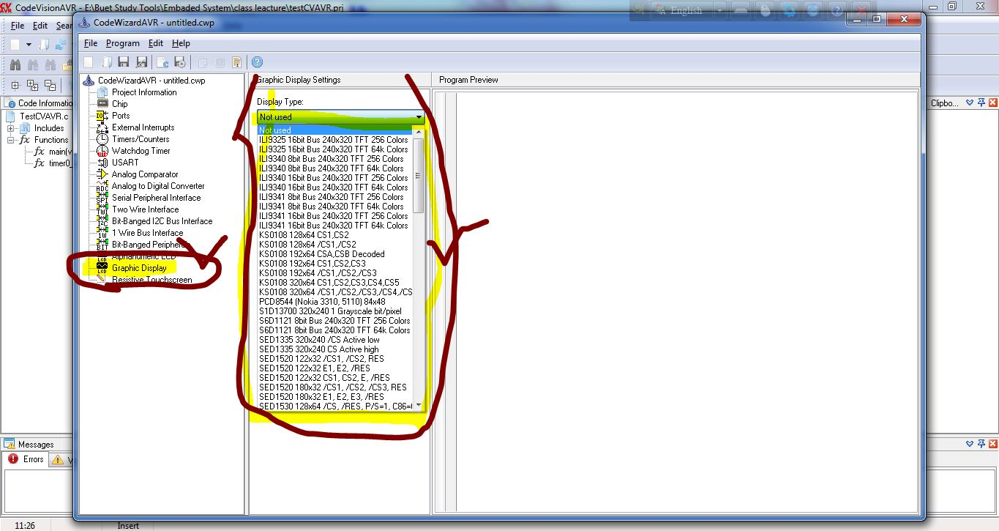 CodeVisionAVR - E:\Buet Study Tools\Embaded System\class leacture\testCVAVR.prj
English
CodeWizardAVR - untitled.cwp
File Edit Sear
File Program Edit Help
CodeWizardAVR - untitled.cwp
Project Information
Chip
Ports
External Interrupts
Timers/Counters
Watchdog Timer
USART
Analog Comparator
Analog to Digital Converter
Serial Peripheral Interface
Two Wire Interface
Bit-Banged I2C Bus Interface
1 Wire Bus Interface
Bit-Banged Peripherals
Alphanumeric LCD
Graphic Display
Resistive Touchscreen
Graphic Display Settings
Display Type:
Not used
Not used
ILI9325 16bit Bus 240x320 TFT 256 Colors
ILI9325 16bit Bus 240x320 TFT 64k Colors
ILI9340 8bit Bus 240x320 TFT 256 Colors
ILI9340 8bit Bus 240x320 TFT 64k Colors
ILI9340 16bit Bus 240x320 TFT 256 Colors
ILI9340 16bit Bus 240x320 TFT 64k Colors
ILI9341 8bit Bus 240x320 TFT 256 Colors
ILI9341 8bit Bus 240x320 TFT 64k Colors
ILI9341 16bit Bus 240x320 TFT 256 Colors
ILI9341 16bit Bus 240x320 TFT 64k Colors
KS0108 128x64 CS1,CS2
KS0108 128x64 /CS1,/CS2
KS0108 192x64 CSA,CSB Decoded
KS0108 192x64 CS1,CS2,CS3
KS0108 192x64 /CS1,/CS2,/CS3
KS0108 320x64 CS1,CS2,CS3,CS4,CS5
KS0108 320x64 /CS1,/CS2,/CS3,/CS4,/CS
PCD8544 (Nokia 3310, 5110) 84x48
S1D13700 320x240 1 Grayscale bit/pixel
S6D1121 8bit Bus 240x320 TFT 256 Colors
S6D1121 8bit Bus 240x320 TFT 64k Colors
SED1335 320x240 /CS Active low
SED1335 320x240 CS Active high
SED1520 122x32 /CS1, /CS2, RES
SED1520 122x32 E1, E2, /RES
SED1520 122x32 CS1, CS2, E, /RES
SED1520 180x32 /CS1, /CS2, /CS3, RES
SED1520 180x32 E1, E2, E3, /RES
SED1530 128x64 /CS, /RES, P/S=1, C86=
Program Preview
Code Informatio
TestCVAVR.c
Includes
Functions
main(v
timer0_
Clipbo...
Messages
Errors
11:26 Insert